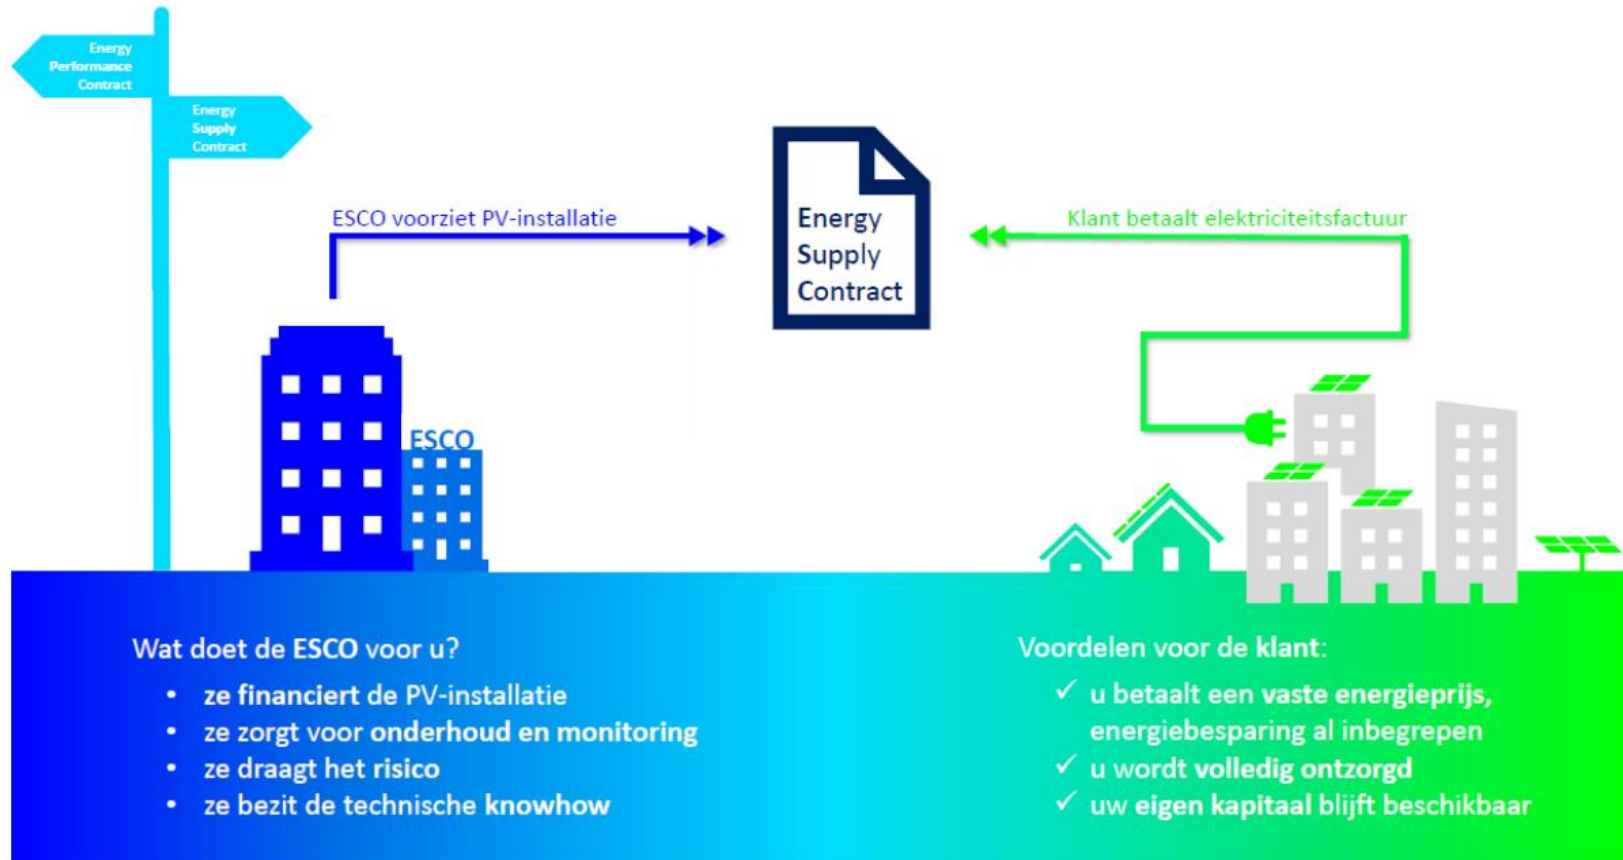 Energy
Performance
Contract
Energy
Supply
Contract
ESCO voorziet PV-installatie
Energy
Supply
Contract
Klant betaalt elektriciteitsfactuur
ESCO
Wat doet de ESCO voor u?
• ze financiert de PV-installatie
• ze zorgt voor onderhoud en monitoring
• ze draagt het risico
• ze bezit de technische knowhow
Voordelen voor de klant:
✓ u betaalt een vaste energieprijs,
energiebesparing al inbegrepen
✓ u wordt volledig ontzorgd
✓ uw eigen kapitaal blijft beschikbaar